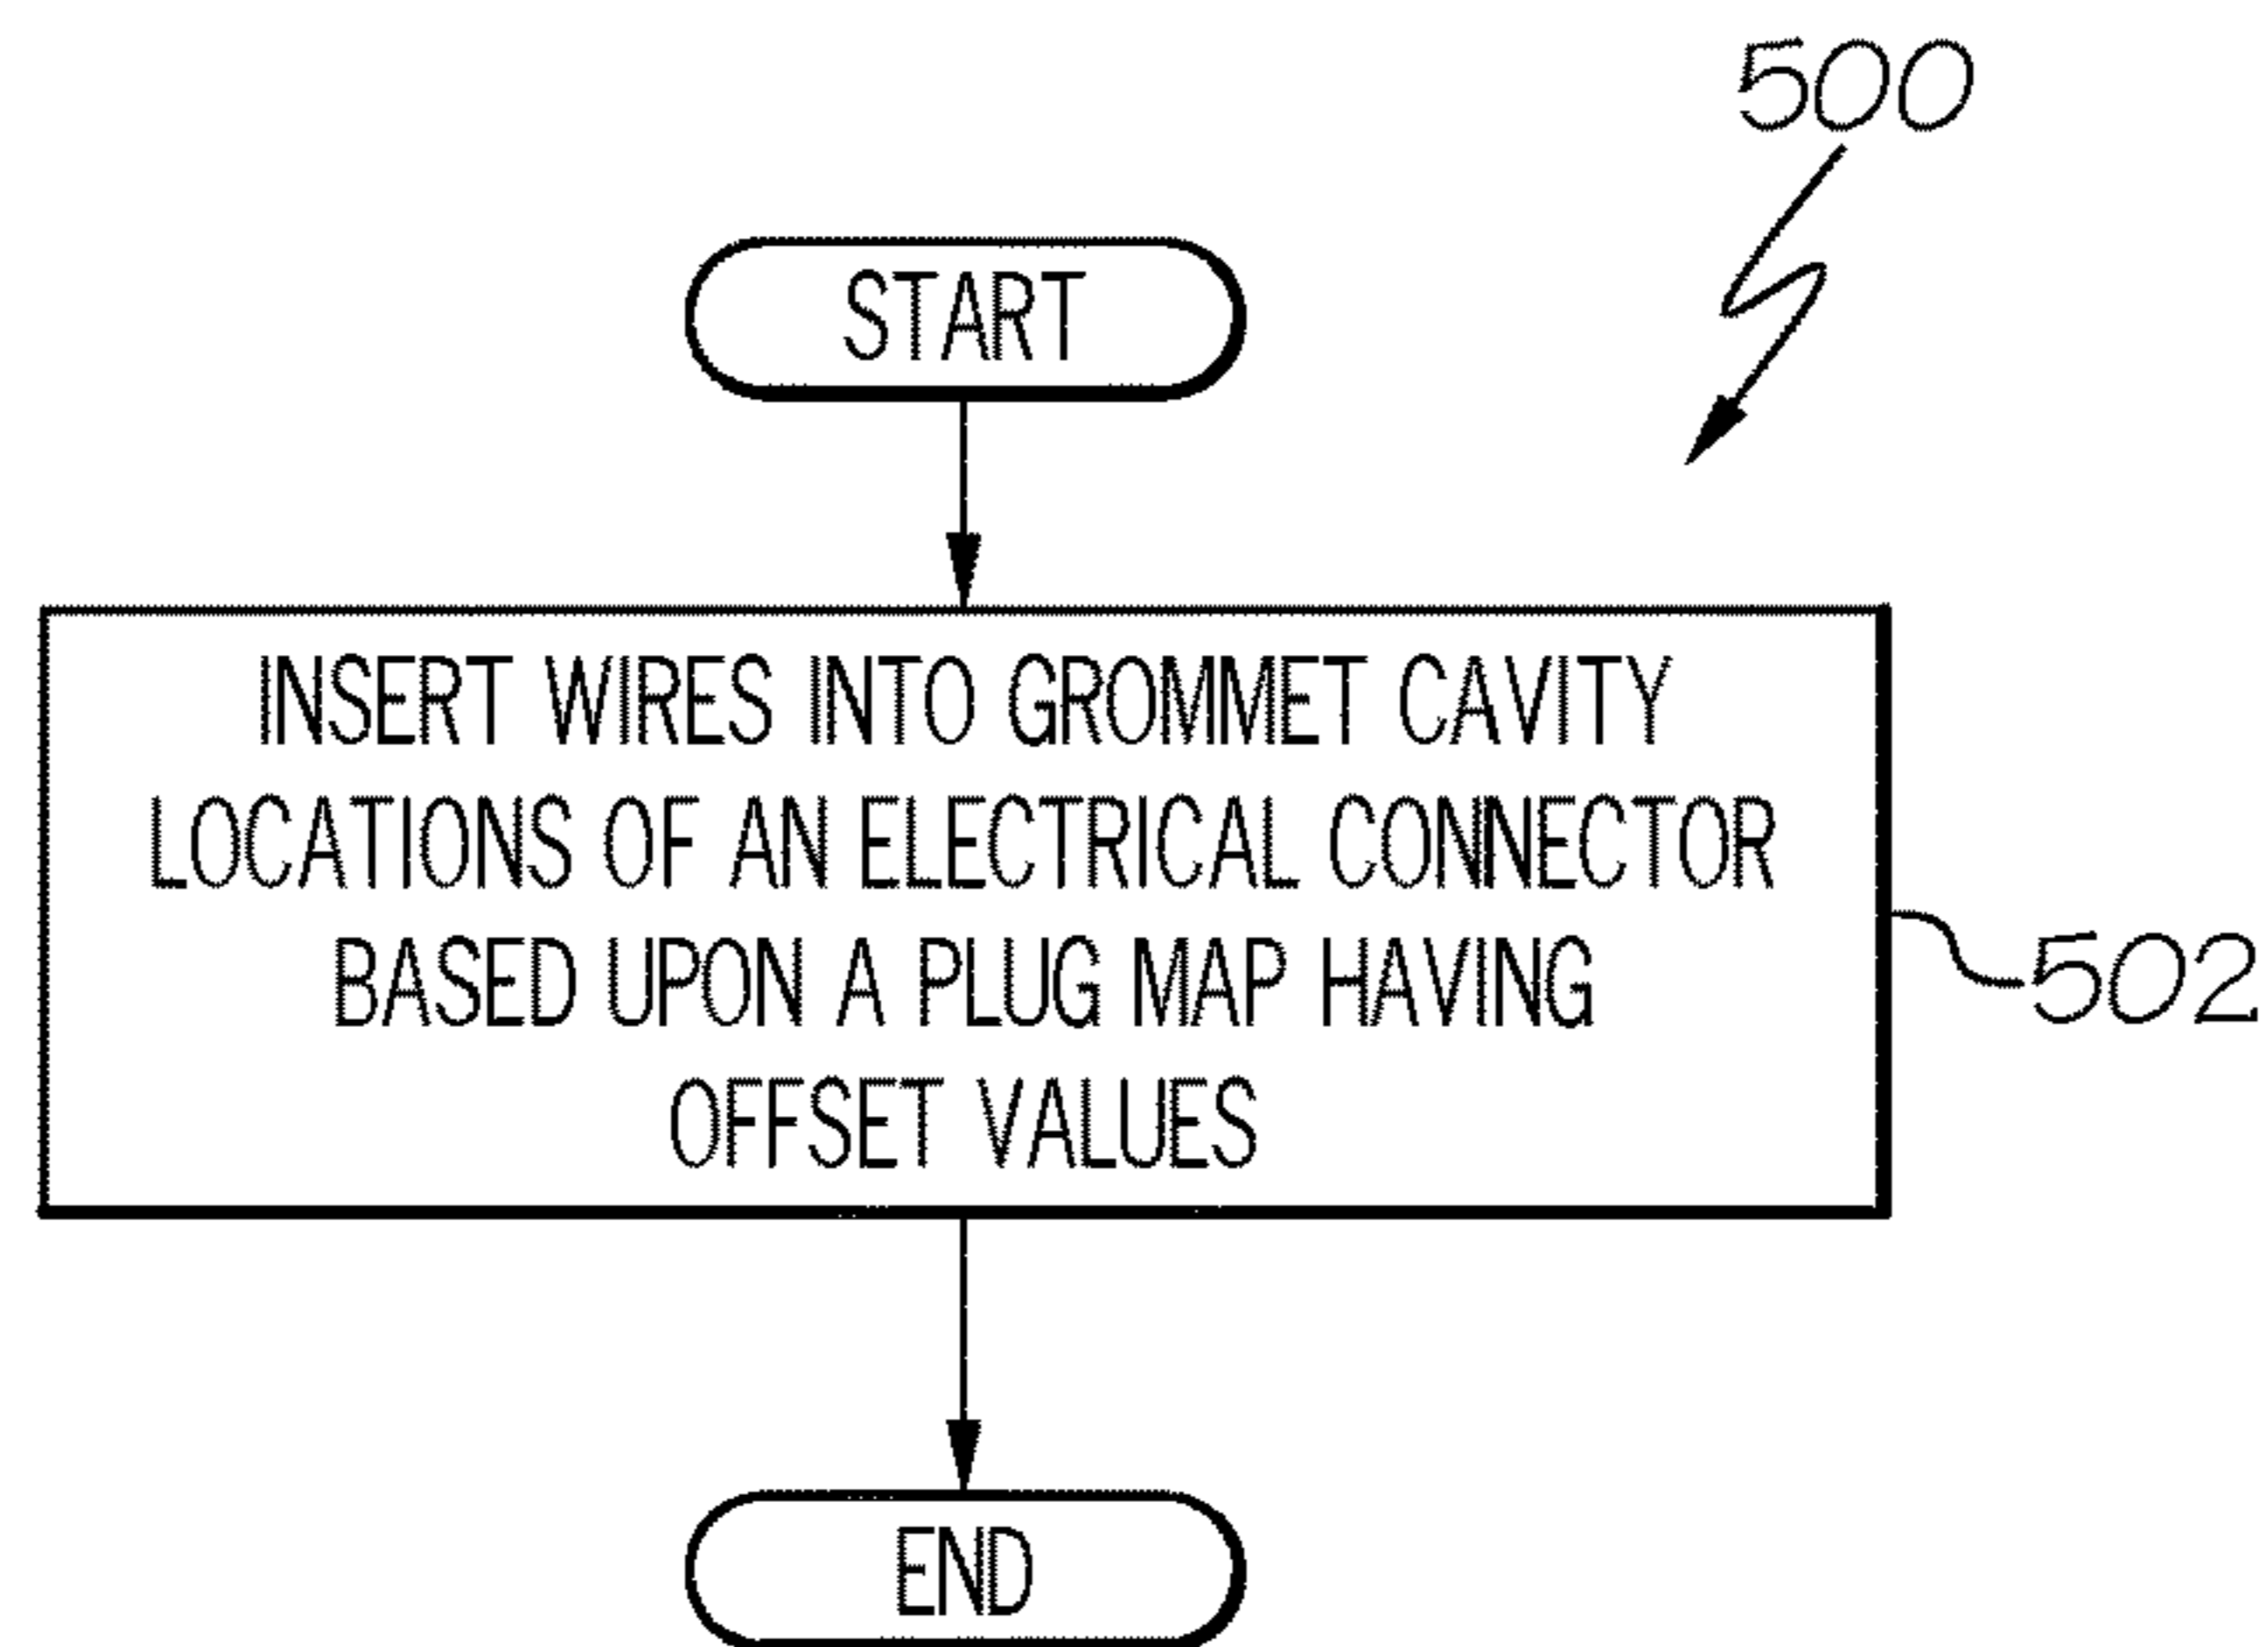 500
START
INSERT WIRES INTO GROMMET CAVITY
LOCATIONS OF AN ELECTRICAL CONNECTOR
BASED UPON A PLUG MAP HAVING
OFFSET VALUES
502
END